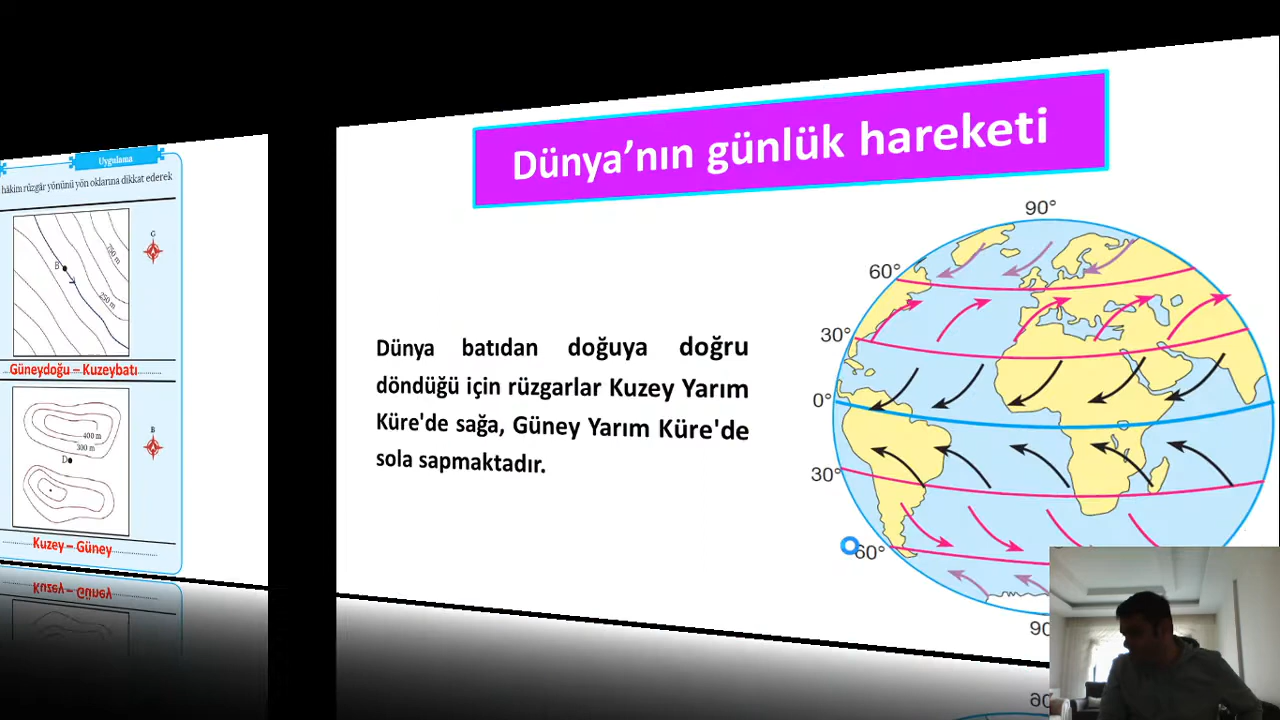 Uygulama
hâkim rüzgâr yönünü yön oklarına dikkat ederek
750 m
250 m
B
G
Güneydoğu – Kuzeybatı
400 m
300 m
D
B
Kuzey – Güney
Dünya’nın günlük hareketi
Dünya batıdan doğuya doğru
döndüğü için rüzgarlar Kuzey Yarım
Küre'de sağa, Güney Yarım Küre'de
sola sapmaktadır.
90°
60°
30°
0°
30°
60°
90